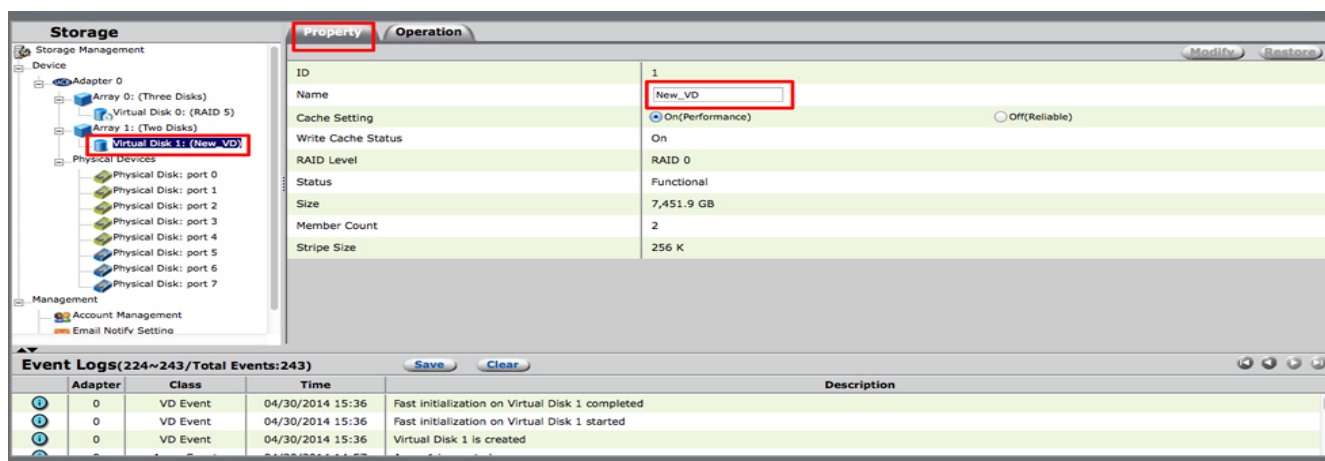 Storage
Storage Management
Device
Adapter 0
Array 0: (Three Disks)
Virtual Disk 0: (RAID 5)
Array 1: (Two Disks)
Virtual Disk 1: (New_VD)
Physical Devices
Physical Disk: port 0
Physical Disk: port 1
Physical Disk: port 2
Physical Disk: port 3
Physical Disk: port 4
Physical Disk: port 5
Physical Disk: port 6
Physical Disk: port 7
Management
Account Management
Email Notify Setting
Property Operation
Modify Restore
ID 1
Name New_VD
Cache Setting On(Performance) Off(Reliable)
Write Cache Status On
RAID Level RAID 0
Status Functional
Size 7,451.9 GB
Member Count 2
Stripe Size 256 K
Event Logs(224~243/Total Events:243) Save Clear
Adapter Class Time Description
0 VD Event 04/30/2014 15:36 Fast initialization on Virtual Disk 1 completed
0 VD Event 04/30/2014 15:36 Fast initialization on Virtual Disk 1 started
0 VD Event 04/30/2014 15:36 Virtual Disk 1 is created